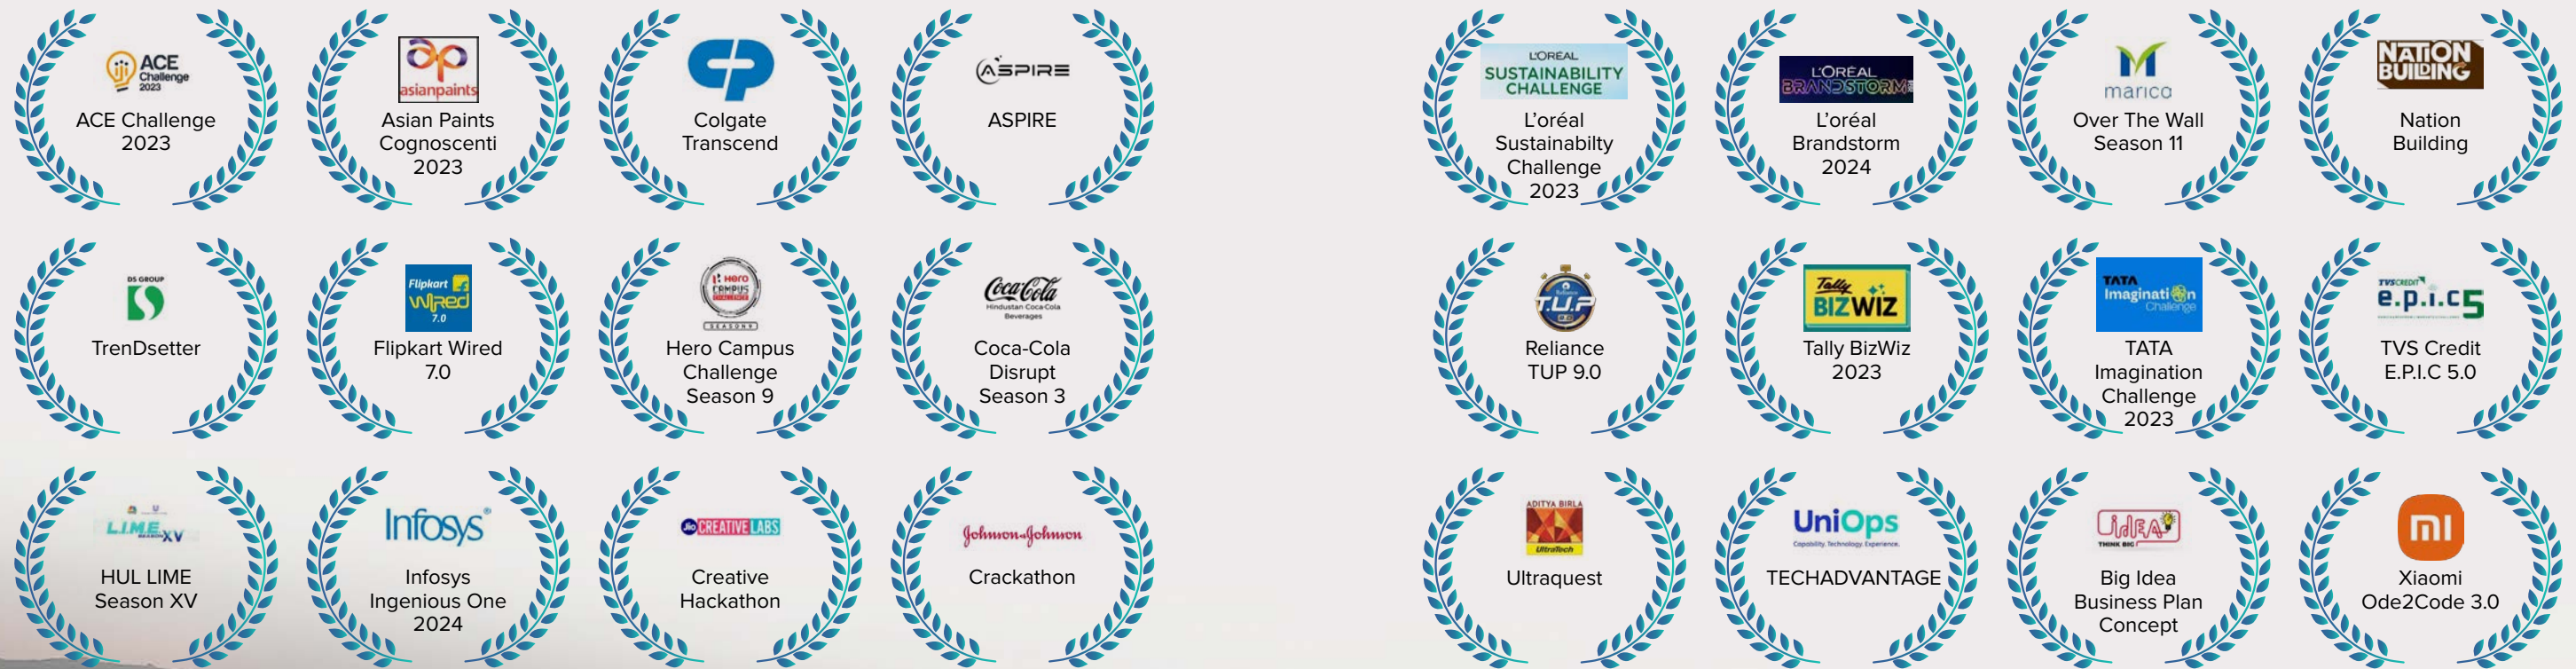 ACE
Challenge
2023
ACE Challenge
2023
ap
asianpaints
Asian Paints
Cognoscenti
2023
Colgate
Transcend
ASPIRE
ASPIRE
L'ORÉAL
SUSTAINABILITY
CHALLENGE
L'oréal
Sustainabilty
Challenge
2023
L'ORÉAL
BRANDSTORM
L'oréal
Brandstorm
2024
marico
Over The Wall
Season 11
NATION
BUILDING
Nation
Building
DS GROUP
TrenDsetter
Flipkart
WIRED
7.0
Flipkart Wired
7.0
Hero
CAMPUS
CHALLENGE
SEASON 9
Hero Campus
Challenge
Season 9
Coca-Cola
Hindustan Coca-Cola
Beverages
Coca-Cola
Disrupt
Season 3
Reliance
T.U.P
Reliance
TUP 9.0
Tally
BIZWIZ
Tally BizWiz
2023
TATA
Imagination
Challenge
TATA
Imagination
Challenge
2023
TVS CREDIT
e.p.i.c 5
TVS Credit
E.P.I.C 5.0
L.I.M.E
SEASON XV
HUL LIME
Season XV
Infosys®
Infosys
Ingenious One
2024
Jio CREATIVE LABS
Creative
Hackathon
Johnson & Johnson
Crackathon
ADITYA BIRLA
UltraTech
Ultraquest
UniOps
Capability. Technology. Experience.
TECHADVANTAGE
idEA
THINK BIG
Big Idea
Business Plan
Concept
mi
Xiaomi
Ode2Code 3.0